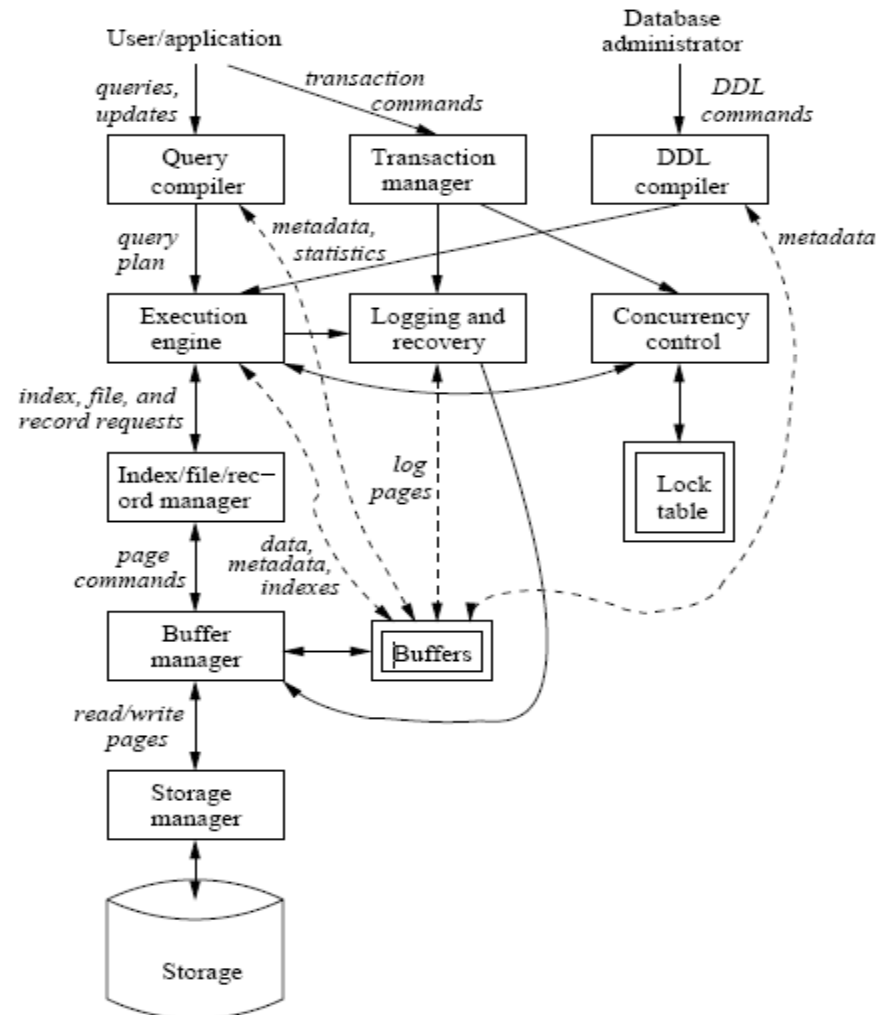 User/application
Database
administrator
queries,
updates
transaction
commands
DDL
commands
Query
compiler
Transaction
manager
DDL
compiler
query
plan
metadata,
statistics
metadata
Execution
engine
Logging and
recovery
Concurrency
control
index, file, and
record requests
Index/file/rec–
ord manager
log
pages
Lock
table
page
commands
data,
metadata,
indexes
Buffer
manager
Buffers
read/write
pages
Storage
manager
Storage